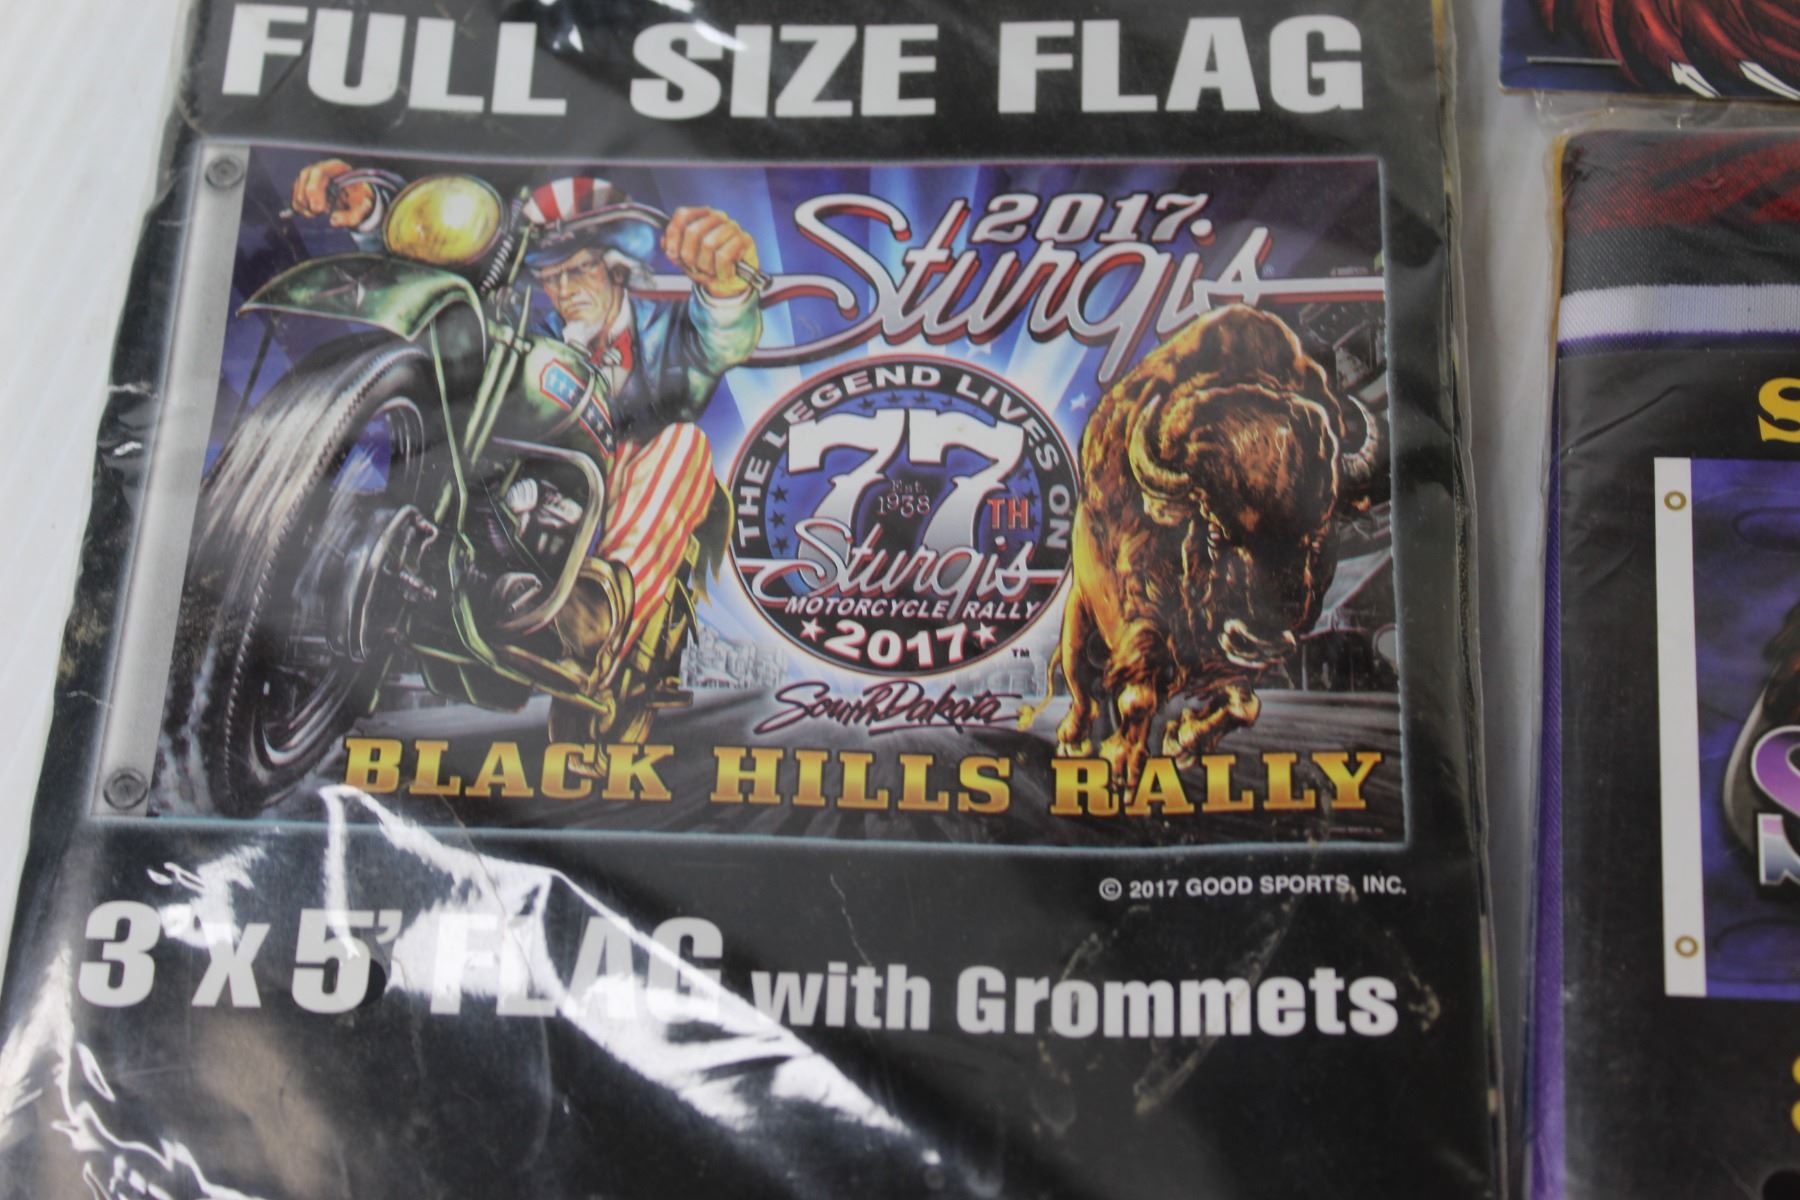 FULL SIZE FLAG
2017
Sturgis
THE LEGEND LIVES ON
77TH
Est.
1938
Sturgis
MOTORCYCLE RALLY
2017
™
South Dakota
BLACK HILLS RALLY
© 2017 GOOD SPORTS, INC.
3' x 5' FLAG with Grommets